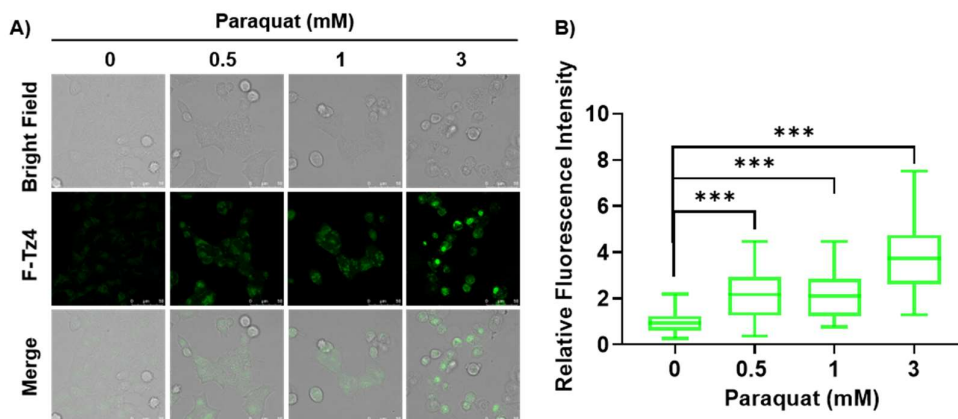 A)
Paraquat (mM)
0 0.5 1 3
Bright Field
F-Tz4
Merge
B)
Relative Fluorescence Intensity
10
8
6
4
2
0
***
***
***
0 0.5 1 3
Paraquat (mM)